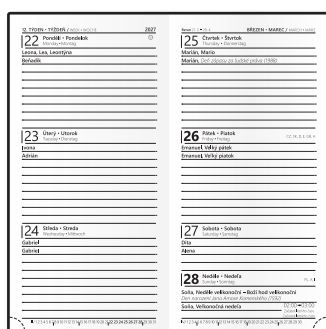 12. TÝDEN • TÝŽDEŇ / WEEK • WOCHE 2027
22 Pondělí • Pondelok
Monday • Montag
Leona, Lea, Leontýna
Beňadik
23 Úterý • Utorok
Tuesday • Dienstag
Ivona
Adrián
24 Středa • Streda
Wednesday • Mittwoch
Gabriel
Gabriel
BŘEZEN • MAREC / MARCH • MÄRZ
25 Čtvrtek • Štvrtok
Thursday • Donnerstag
Marián, Mario
Marián, Deň zápasu za ľudské práva (1988)
26 Pátek • Piatok
Friday • Freitag
Emanuel, Velký pátek
Emanuel, Veľký piatok
27 Sobota • Sobota
Saturday • Samstag
Dita
Alena
28 Neděle • Nedeľa
Sunday • Sonntag
Soňa, Neděle velikonoční – Boží hod velikonoční
Den narození Jana Amose Komenského (1592)
02:00→03:00
Soňa, Veľkonočná nedeľa